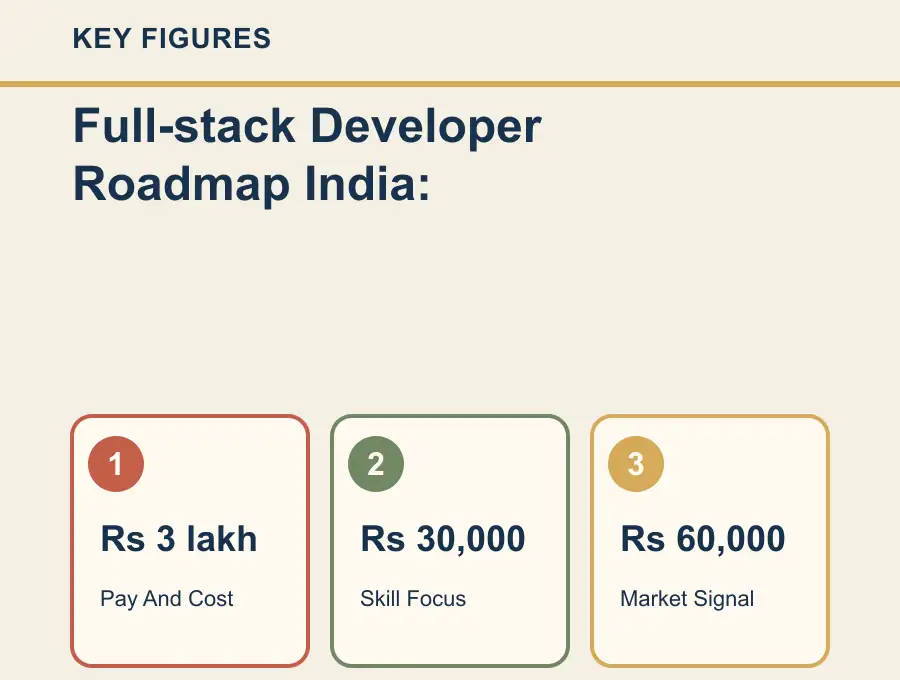 KEY FIGURES
Full-stack Developer
Roadmap India:
1
Rs 3 lakh
Pay And Cost
2
Rs 30,000
Skill Focus
3
Rs 60,000
Market Signal